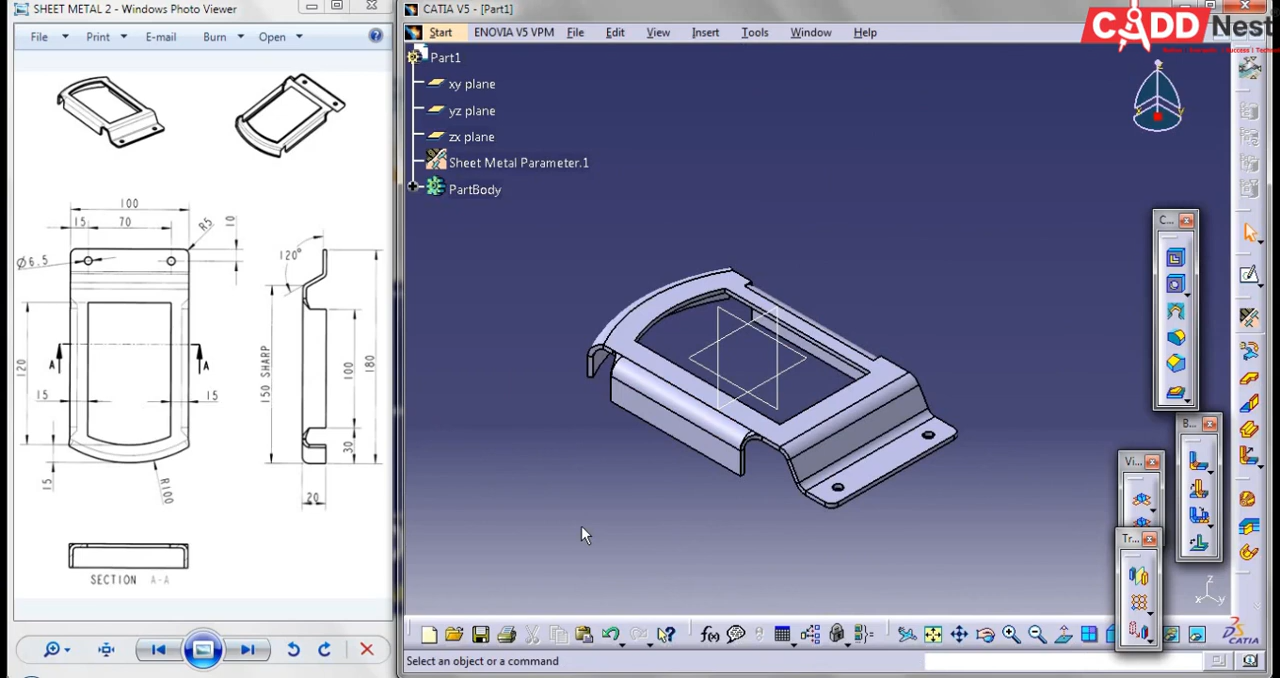 SHEET METAL 2 - Windows Photo Viewer
File Print E-mail Burn Open
100
15 70
R5
10
Ø6.5
120°
120
A A
15 15
15
R100
150 SHARP
100
180
30
20
SECTION A-A
CATIA V5 - [Part1]
Start ENOVIA V5 VPM File Edit View Insert Tools Window Help
CADD Nest
Part1
xy plane
yz plane
zx plane
Sheet Metal Parameter.1
PartBody
C...
B...
Vi...
Tr...
z
x y
f(x)
CATIA
Select an object or a command